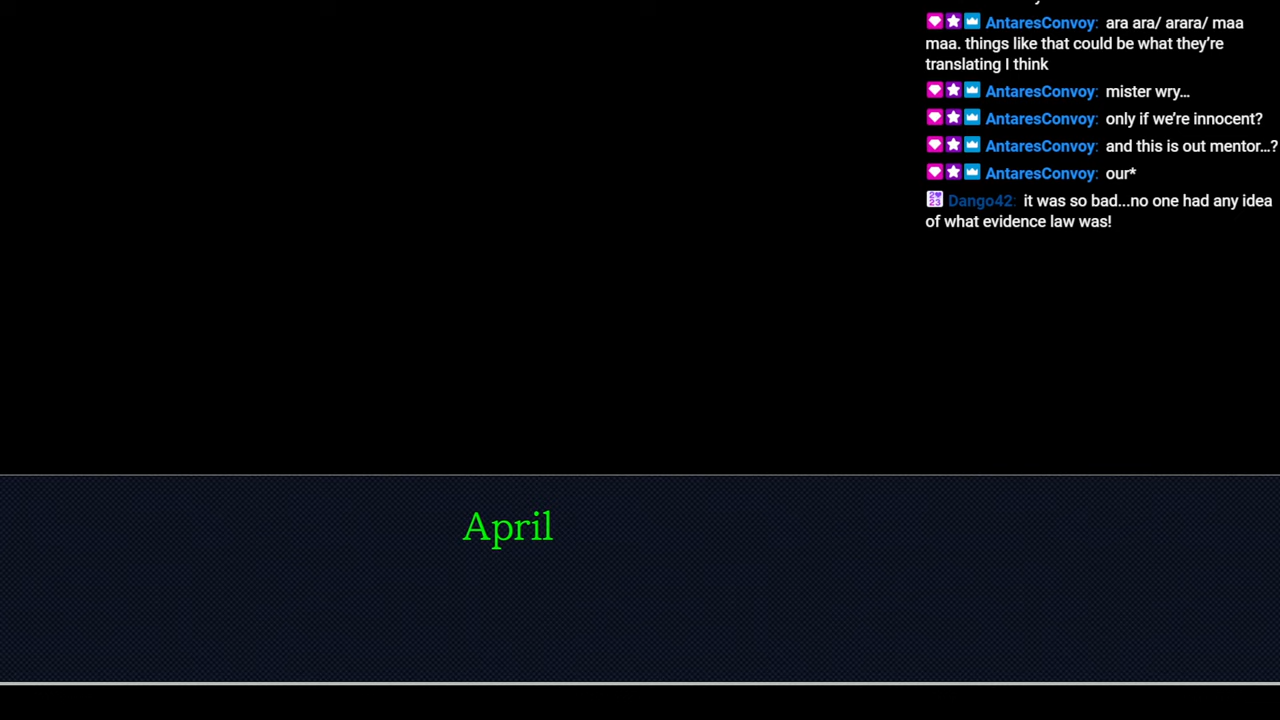 AntaresConvoy: ara ara/ arara/ maa
maa. things like that could be what they're
translating I think
AntaresConvoy: mister wry…
AntaresConvoy: only if we're innocent?
AntaresConvoy: and this is out mentor…?
AntaresConvoy: our*
Dango42: it was so bad...no one had any idea
of what evidence law was!
April